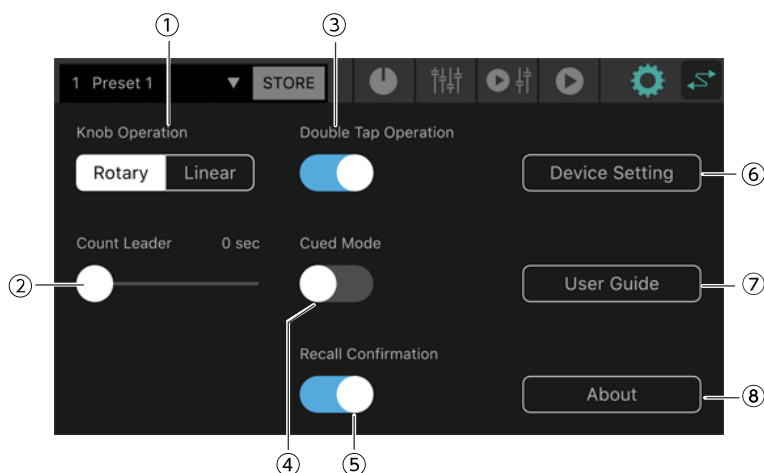 ① ③
1 Preset 1 ▼ STORE
Knob Operation Double Tap Operation
Rotary Linear Device Setting ⑥
Count Leader 0 sec Cued Mode
② User Guide ⑦
Recall Confirmation
About ⑧
④ ⑤